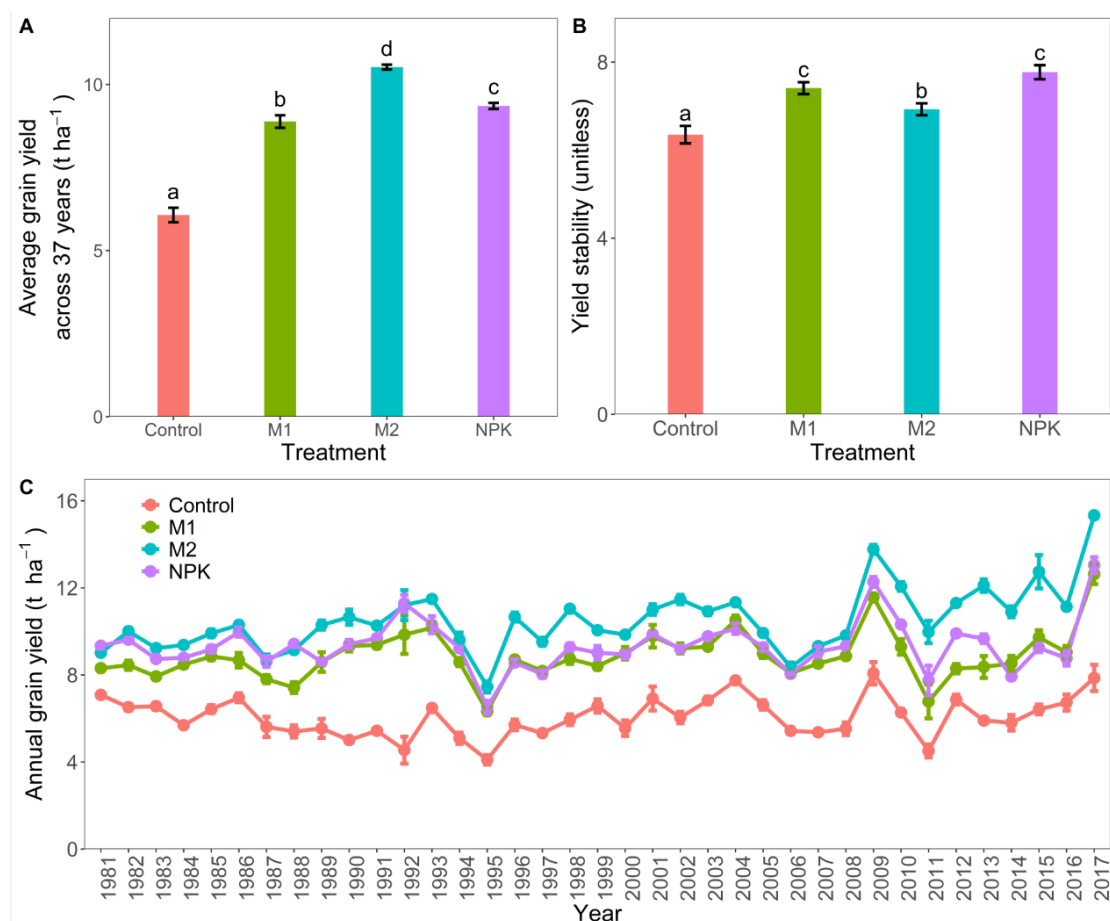 A
Average grain yield
across 37 years (t ha⁻¹)
10
5
0
a
b
d
c
Control M1 M2 NPK
Treatment
B
Yield stability (unitless)
8
4
0
a
c
b
c
Control M1 M2 NPK
Treatment
C
Annual grain yield (t ha⁻¹ )
16
12
8
4
0
Control
M1
M2
NPK
1981 1982 1983 1984 1985 1986 1987 1988 1989 1990 1991 1992 1993 1994 1995 1996 1997 1998 1999 2000 2001 2002 2003 2004 2005 2006 2007 2008 2009 2010 2011 2012 2013 2014 2015 2016 2017
Year